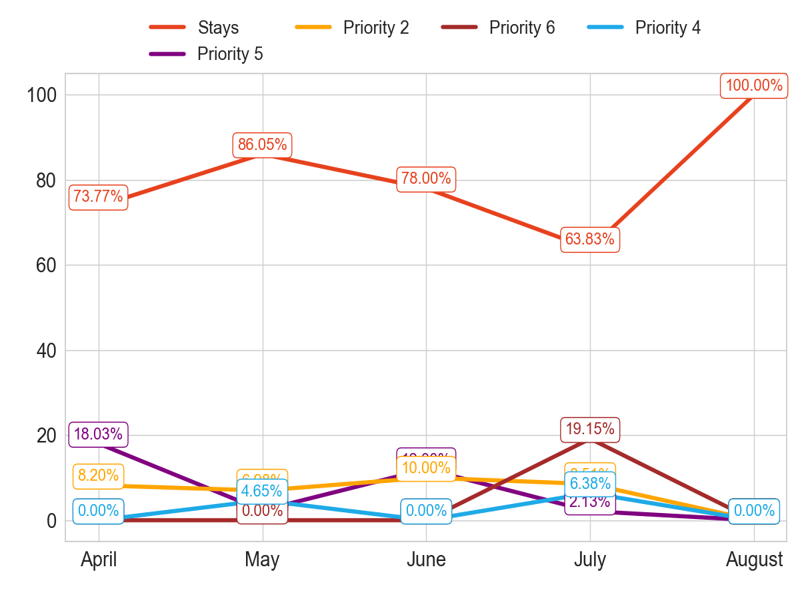 Stays
Priority 2
Priority 6
Priority 4
Priority 5
100
80
60
40
20
0
100.00%
86.05%
78.00%
73.77%
63.83%
19.15%
18.03%
10.00%
8.20%
6.38%
4.65%
2.13%
0.00%
0.00%
0.00%
0.00%
April
May
June
July
August